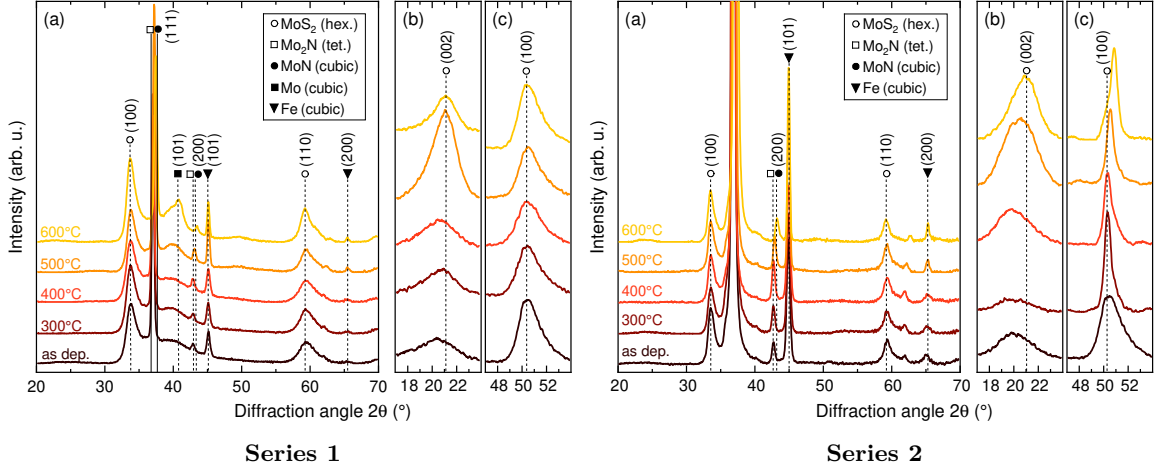 (a)
MoS2 (hex.)
Mo2N (tet.)
MoN (cubic)
Mo (cubic)
Fe (cubic)
(111)
(100)
(101)
(200)
(101)
(110)
(200)
600°C
500°C
400°C
300°C
as dep.
Intensity (arb. u.)
20 30 40 50 60 70
Diffraction angle 2θ (°)
(b)
(002)
18 20 22
(c)
(100)
50 52
Series 1
(a)
MoS2 (hex.)
Mo2N (tet.)
MoN (cubic)
Fe (cubic)
(101)
(100)
(200)
(110)
(200)
600°C
500°C
400°C
300°C
as dep.
Intensity (arb. u.)
20 30 40 50 60 70
Diffraction angle 2θ (°)
(b)
(002)
18 20 22
(c)
(100)
48 50 52
Series 2